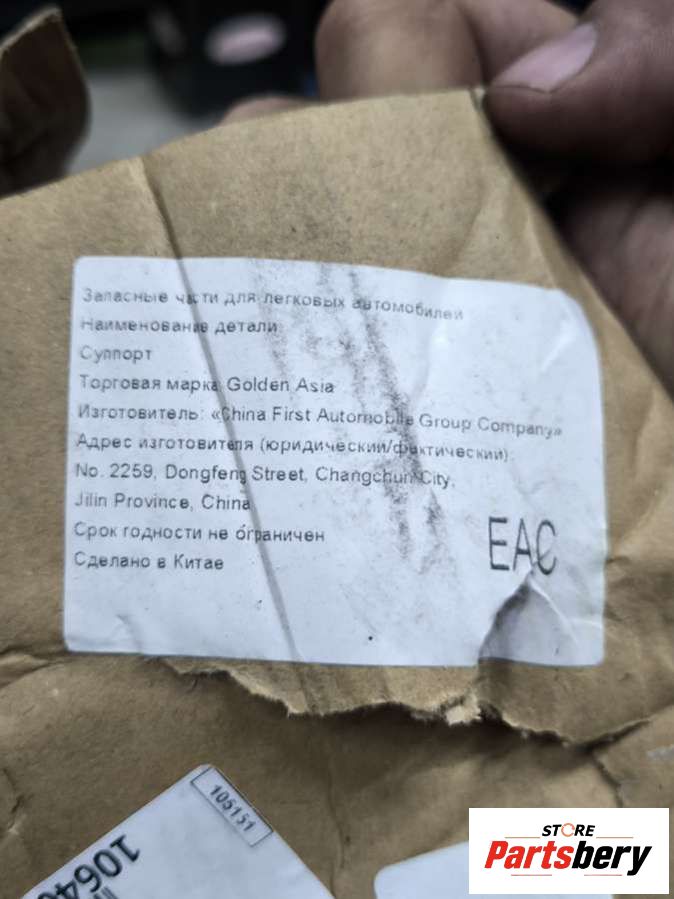 Запасные части для легковых автомобилей
Наименование детали:
Суппорт
Торговая марка: Golden Asia
Изготовитель: «China First Automobile Group Company»
Адрес изготовителя (юридический/фактический):
No. 2259, Dongfeng Street, Changchun City,
Jilin Province, China
Срок годности не ограничен
Сделано в Китае
EAC
106151
STORE
Partsbery